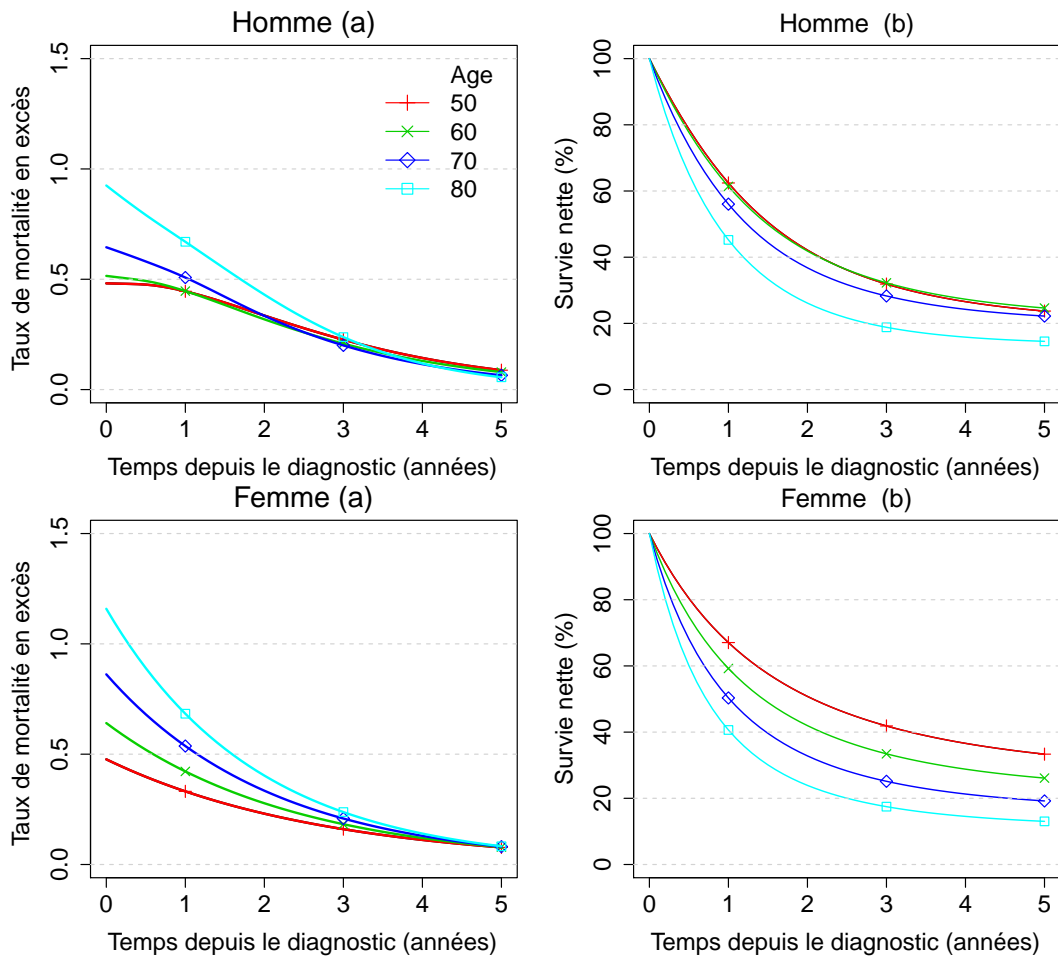 Homme (a)
Taux de mortalité en excès
0.0 0.5 1.0 1.5
Age
50
60
70
80
0 1 2 3 4 5
Temps depuis le diagnostic (années)
Homme (b)
Survie nette (%)
0 20 40 60 80 100
0 1 2 3 4 5
Temps depuis le diagnostic (années)
Femme (a)
Taux de mortalité en excès
0.0 0.5 1.0 1.5
0 1 2 3 4 5
Temps depuis le diagnostic (années)
Femme (b)
Survie nette (%)
0 20 40 60 80 100
0 1 2 3 4 5
Temps depuis le diagnostic (années)